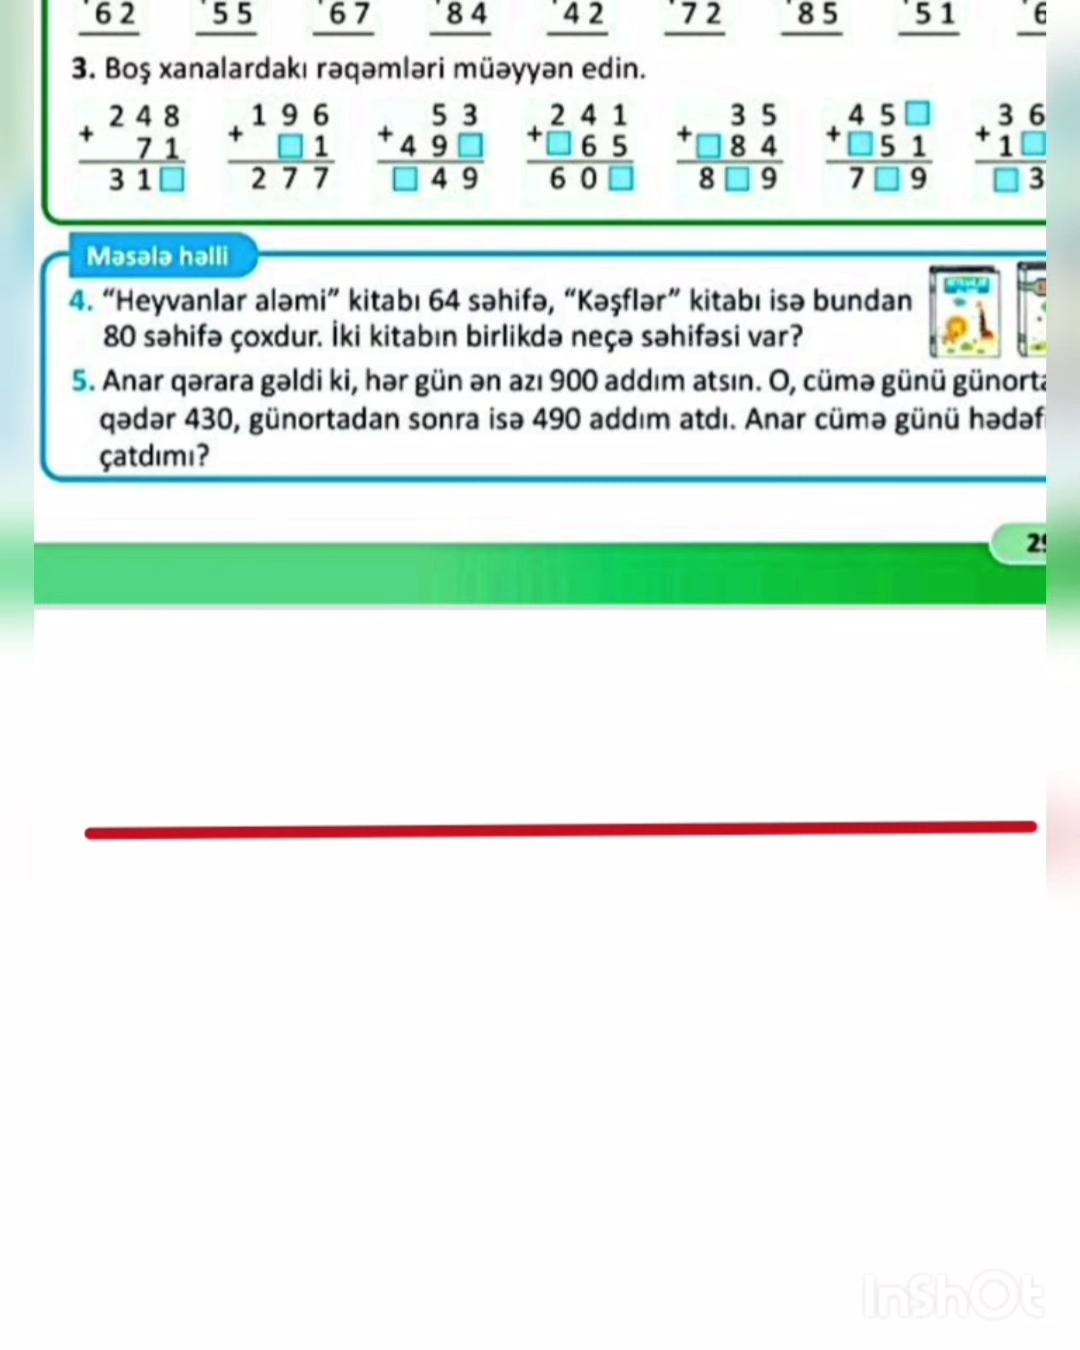 62 55 67 84 42 72 85 51 6
3. Boş xanalardakı rəqəmləri müəyyən edin.
248 196 53 241 35 45□ 36
+ 71 + □1 + 49□ + □65 + □84 + □51 + 1□
31□ 277 □49 60□ 8□9 7□9 □3
Məsələ həlli
4. “Heyvanlar aləmi” kitabı 64 səhifə, “Kəşflər” kitabı isə bundan
80 səhifə çoxdur. İki kitabın birlikdə neçə səhifəsi var?
5. Anar qərara gəldi ki, hər gün ən azı 900 addım atsın. O, cümə günü günorta
qədər 430, günortadan sonra isə 490 addım atdı. Anar cümə günü hədəf
çatdımı?
InShOt